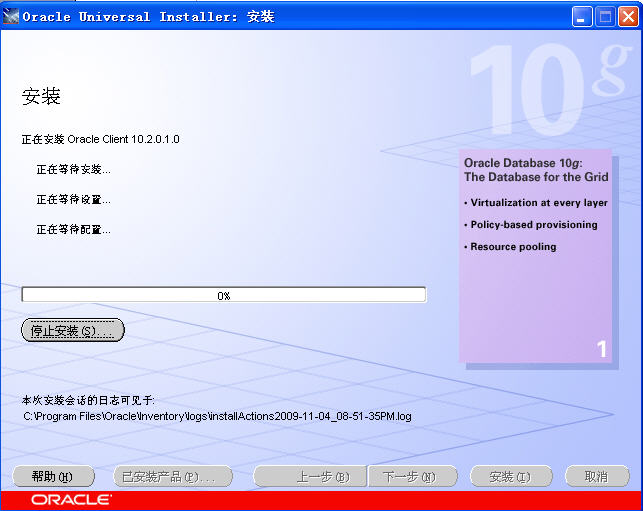 Oracle Universal Installer: 安装
10g
安装
正在安装 Oracle Client 10.2.0.1.0
正在等待安装...
正在等待设置...
正在等待配置...
Oracle Database 10g:
The Database for the Grid
• Virtualization at every layer
• Policy-based provisioning
• Resource pooling
1
0%
停止安装(S)...
本次安装会话的日志可见于:
C:\Program Files\Oracle\Inventory\logs\installActions2009-11-04_08-51-35PM.log
帮助(H) 已安装产品(P)... 上一步(B) 下一步(N) 安装(I) 取消
ORACLE